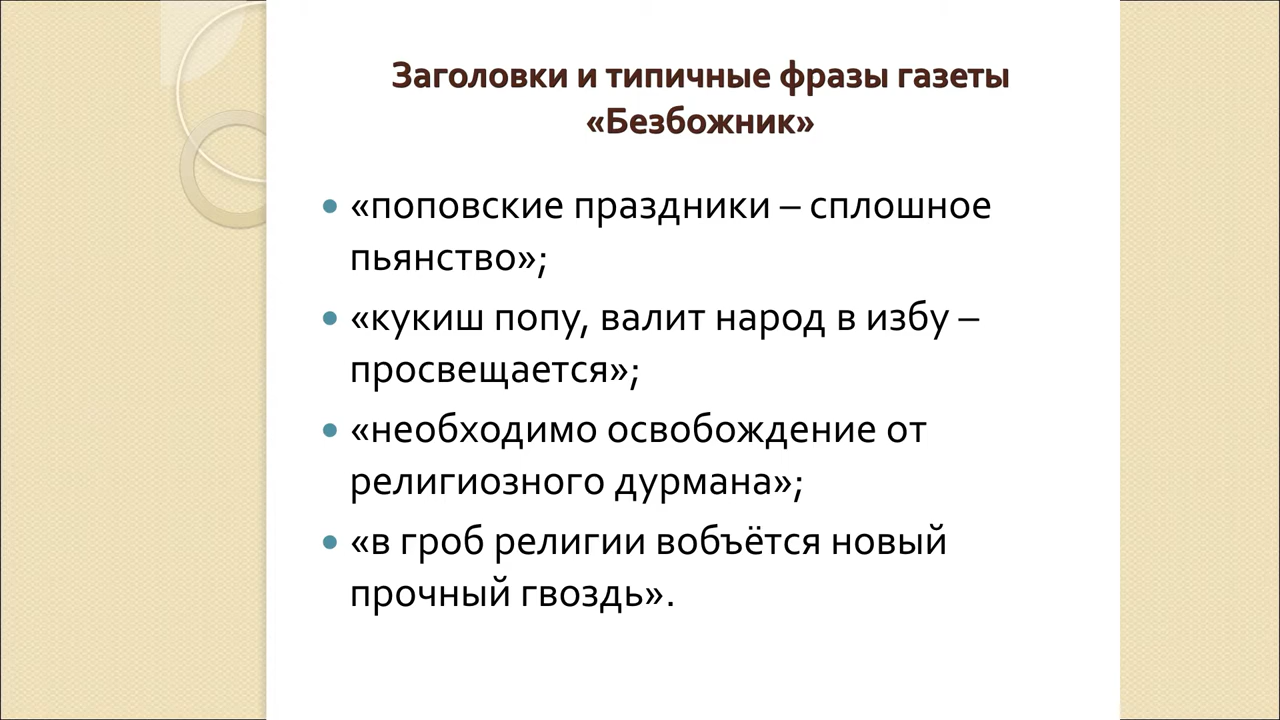 Заголовки и типичные фразы газеты
«Безбожник»
• «поповские праздники – сплошное
пьянство»;
• «кукиш попу, валит народ в избу –
просвещается»;
• «необходимо освобождение от
религиозного дурмана»;
• «в гроб религии вобъётся новый
прочный гвоздь».